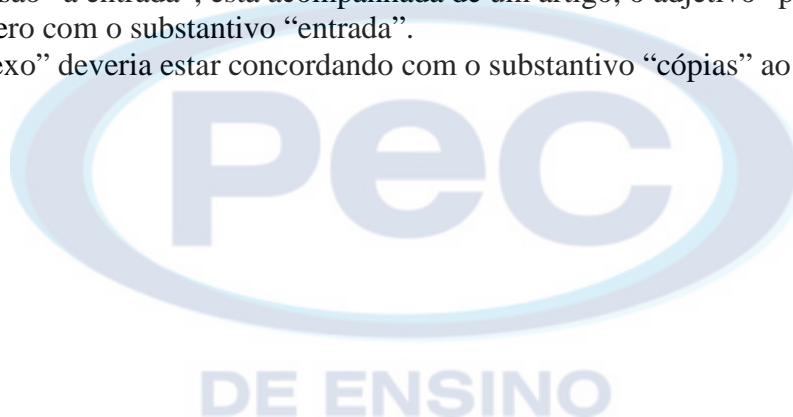 são “a entrada”, está acompanhada de um artigo, o adjetivo “p
ero com o substantivo “entrada”.
exo” deveria estar concordando com o substantivo “cópias” ao
Pec
DE ENSINO